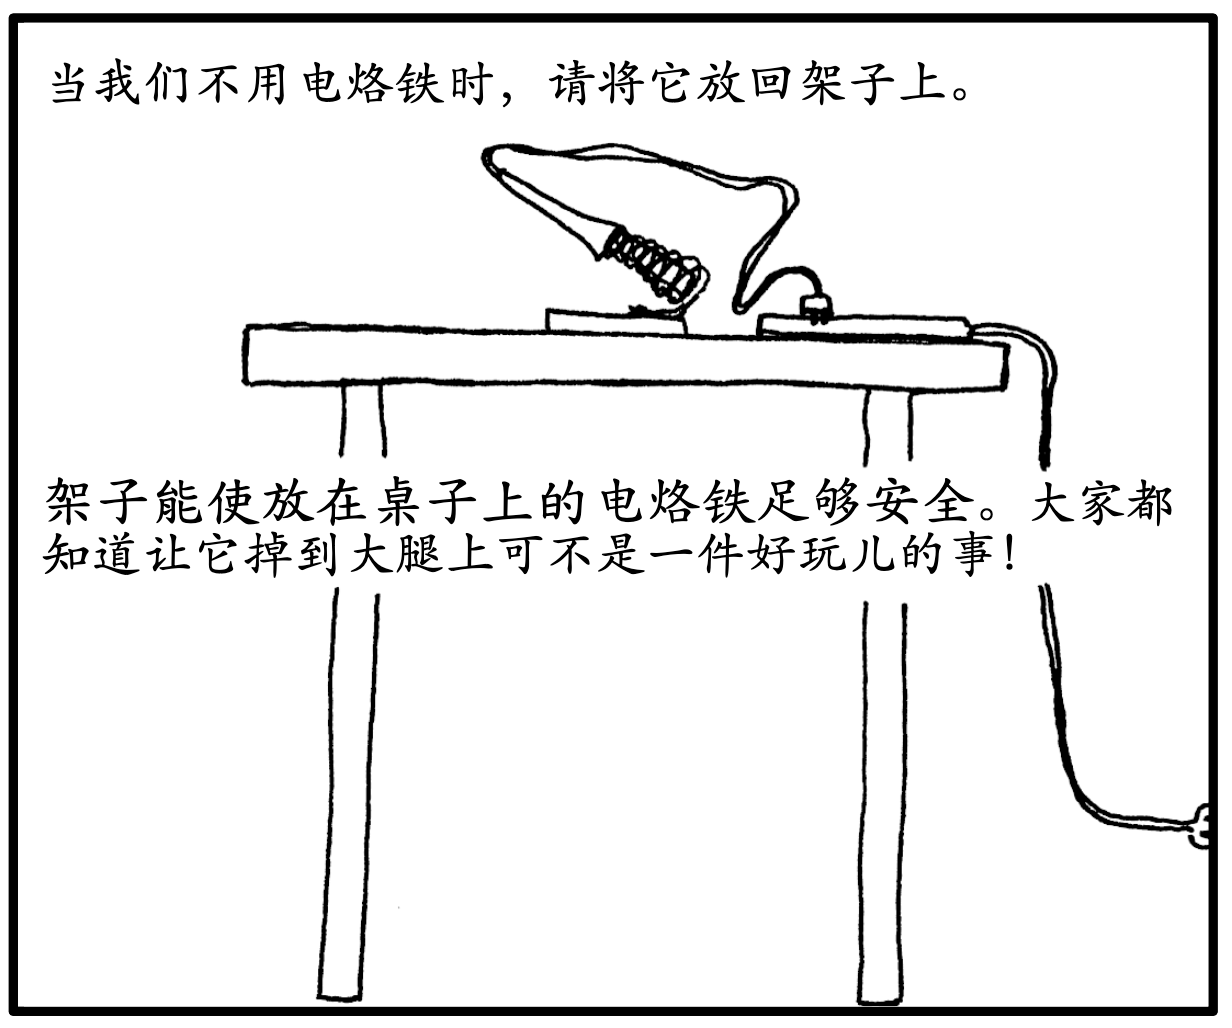 当我们不用电烙铁时，请将它放回架子上。
架子能使放在桌子上的电烙铁足够安全。大家都
知道让它掉到大腿上可不是一件好玩儿的事！